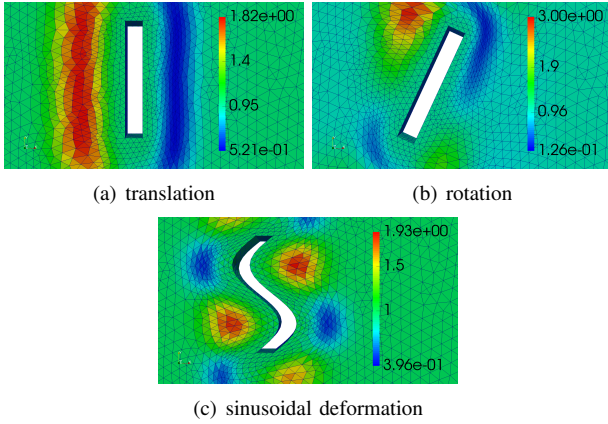 1.82e+00
1.4
0.95
5.21e-01
3.00e+00
1.9
0.96
1.26e-01
(a) translation
(b) rotation
1.93e+00
1.5
1
3.96e-01
(c) sinusoidal deformation